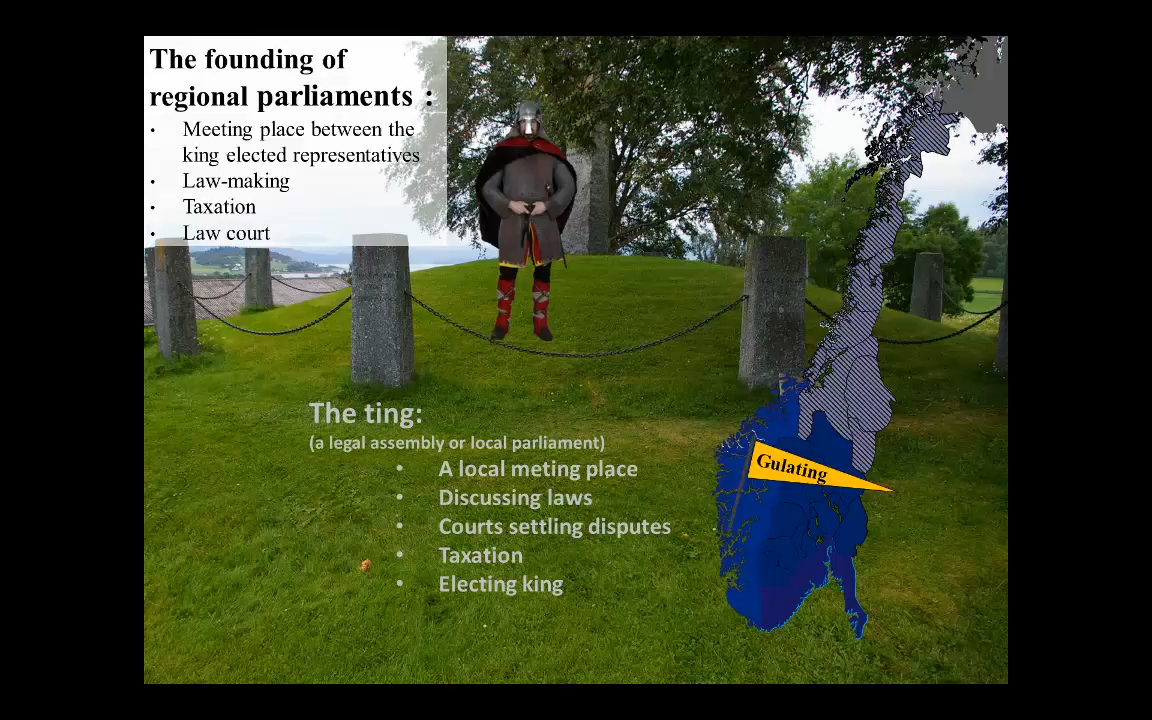 The founding of
regional parliaments :
• Meeting place between the
king elected representatives
• Law-making
• Taxation
• Law court
The ting:
(a legal assembly or local parliament)
• A local meting place
• Discussing laws
• Courts settling disputes
• Taxation
• Electing king
Gulating